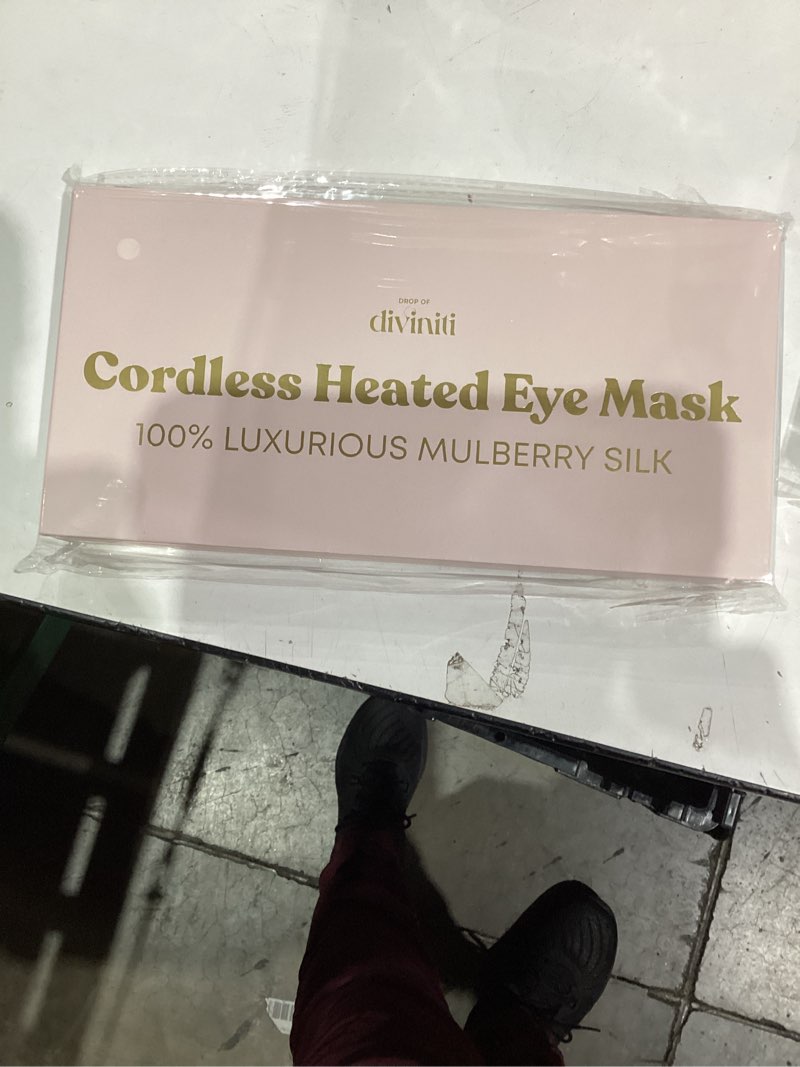 DROP OF
diviniti
Cordless Heated Eye Mask
100% LUXURIOUS MULBERRY SILK